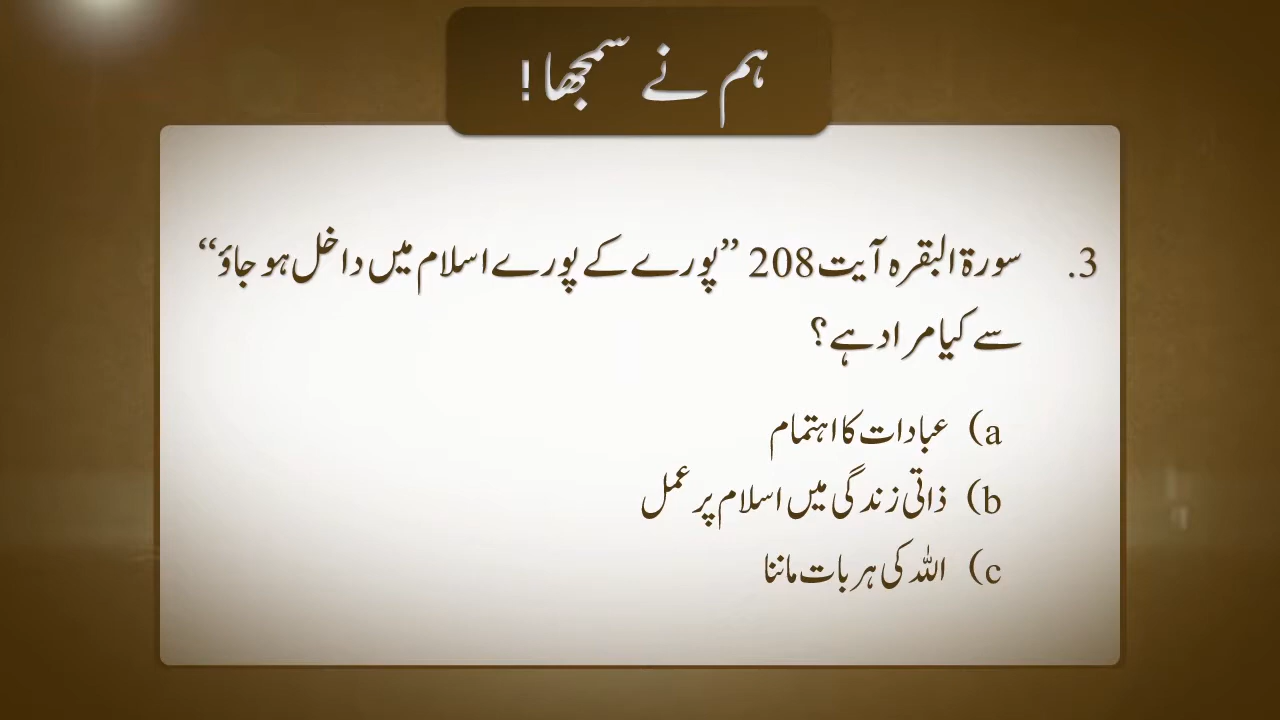 ہم نے سمجھا!
3. سورۃ البقرہ آیت 208 ”پورے کے پورے اسلام میں داخل ہو جاؤ“
سے کیا مراد ہے؟
a) عبادات کا اہتمام
b) ذاتی زندگی میں اسلام پر عمل
c) اللہ کی ہر بات ماننا